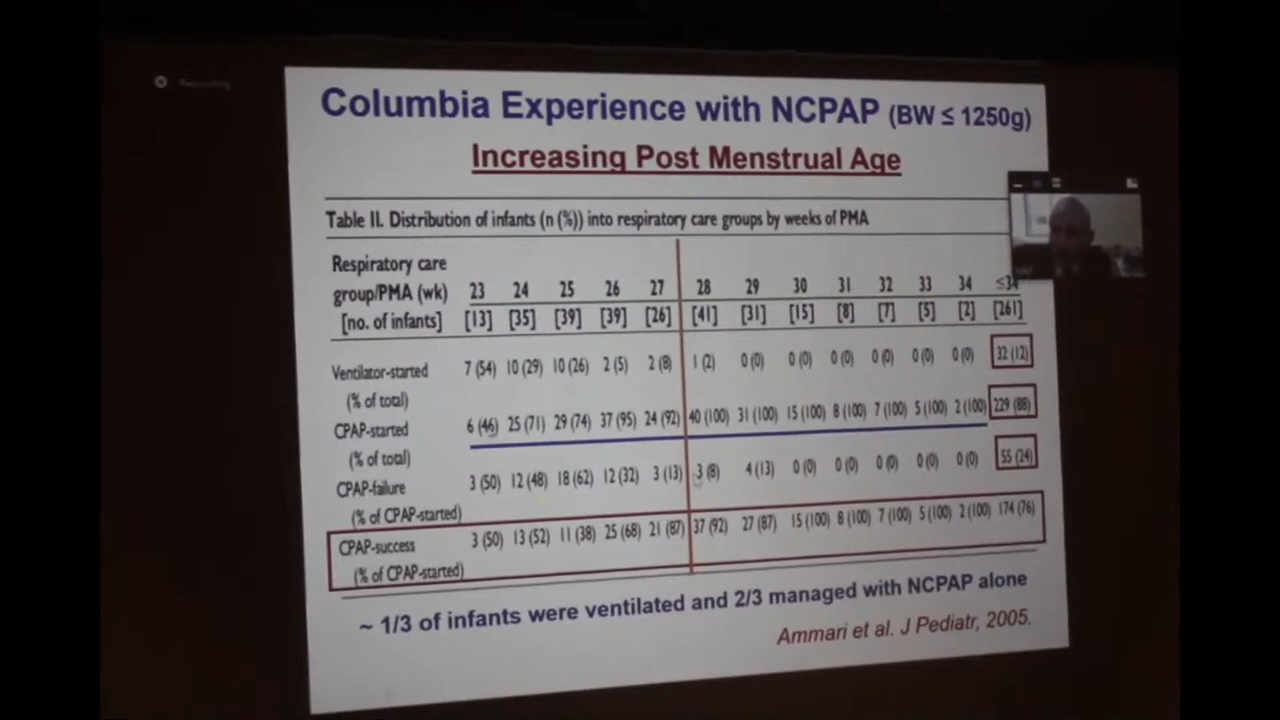 Columbia Experience with NCPAP (BW ≤ 1250g)
Increasing Post Menstrual Age
Table II. Distribution of infants (n (%)) into respiratory care groups by weeks of PMA
Respiratory care
group/PMA (wk) 23 24 25 26 27 28 29 30 31 32 33 34 ≤34
[no. of infants] [13] [35] [39] [39] [26] [41] [31] [15] [8] [7] [5] [2] [261]
Ventilator-started 7 (54) 10 (29) 10 (26) 2 (5) 2 (8) 1 (2) 0 (0) 0 (0) 0 (0) 0 (0) 0 (0) 0 (0) 32 (12)
(% of total)
CPAP-started 6 (46) 25 (71) 29 (74) 37 (95) 24 (92) 40 (100) 31 (100) 15 (100) 8 (100) 7 (100) 5 (100) 2 (100) 229 (88)
(% of total)
CPAP-failure 3 (50) 12 (48) 18 (62) 12 (32) 3 (13) 3 (8) 4 (13) 0 (0) 0 (0) 0 (0) 0 (0) 0 (0) 55 (24)
(% of CPAP-started)
CPAP-success 3 (50) 13 (52) 11 (38) 25 (68) 21 (87) 37 (92) 27 (87) 15 (100) 8 (100) 7 (100) 5 (100) 2 (100) 174 (76)
(% of CPAP-started)
~ 1/3 of infants were ventilated and 2/3 managed with NCPAP alone
Ammari et al. J Pediatr, 2005.